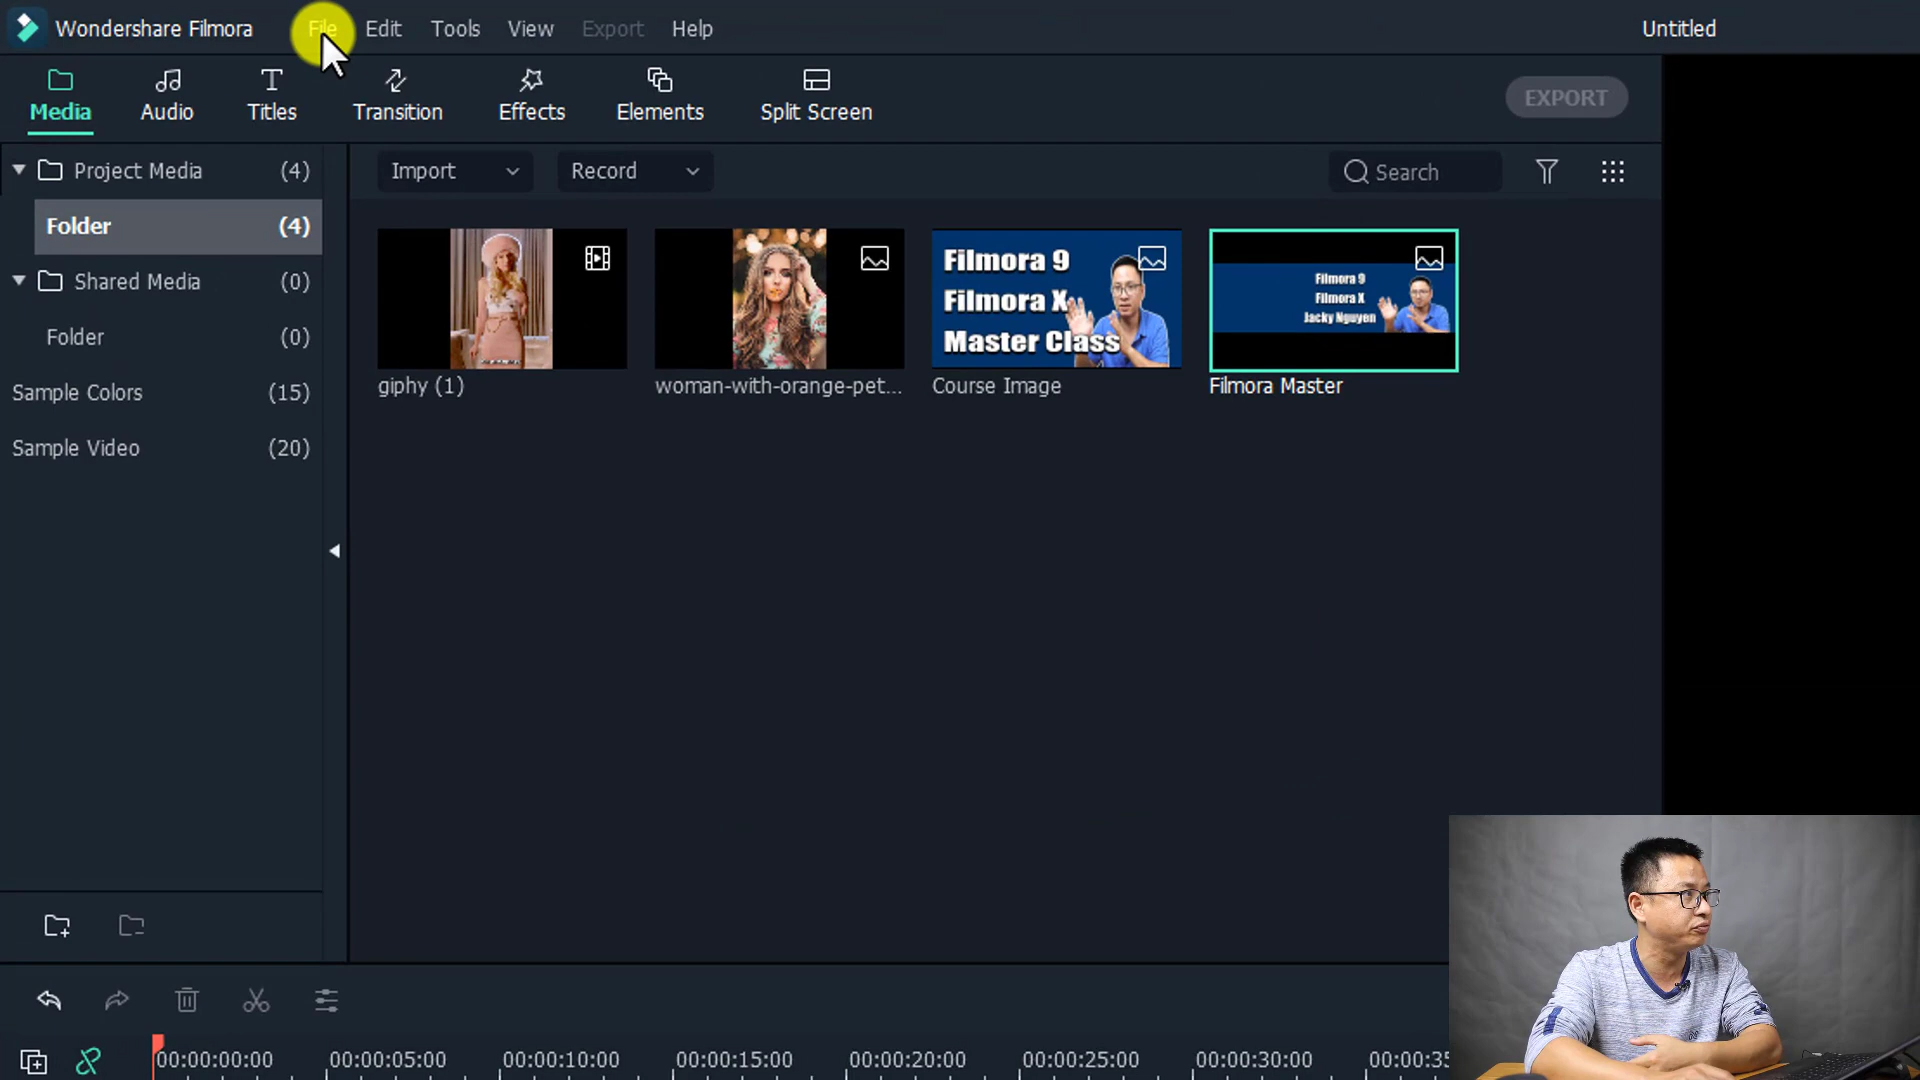 Wondershare Filmora File Edit Tools View Export Help Untitled
Media Audio Titles Transition Effects Elements Split Screen EXPORT
Project Media (4) Import Record Search
Folder (4)
Shared Media (0)
Folder (0)
Sample Colors (15)
Sample Video (20)
Filmora 9
Filmora X
Master Class
Filmora 9
Filmora X
Jacky Nguyen
giphy (1) woman-with-orange-pet... Course Image Filmora Master
00:00:00:00 00:00:05:00 00:00:10:00 00:00:15:00 00:00:20:00 00:00:25:00 00:00:30:00 00:00:35